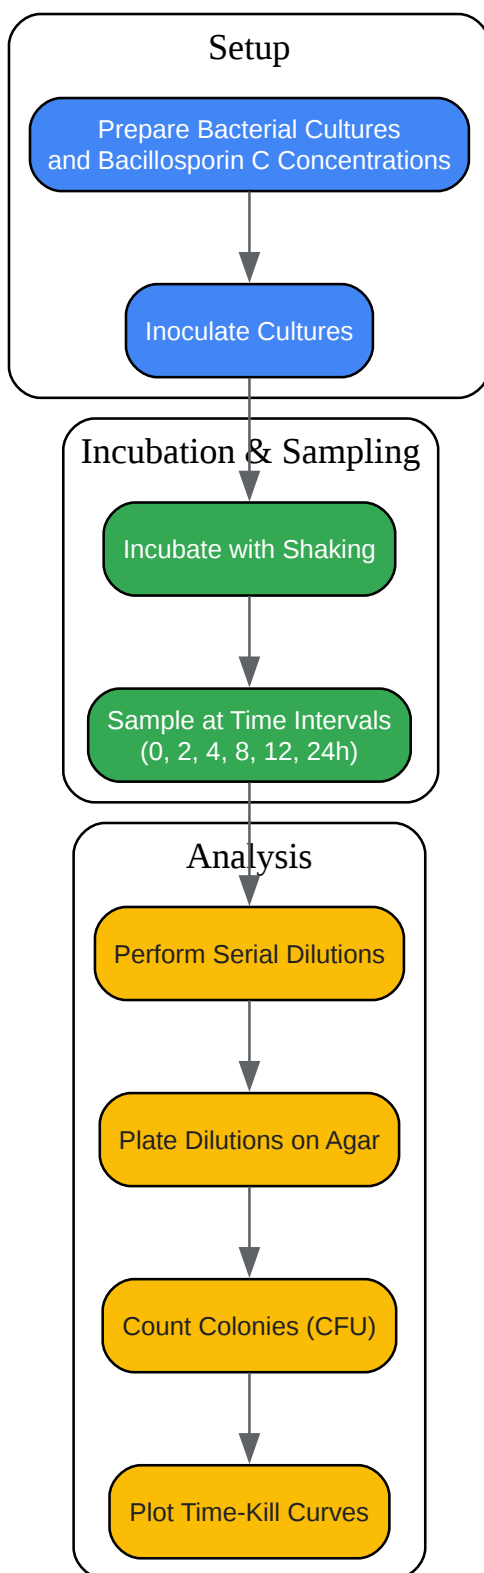 Setup
Prepare Bacterial Cultures
and Bacillosporin C Concentrations
Inoculate Cultures
Incubation & Sampling
Incubate with Shaking
Sample at Time Intervals
(0, 2, 4, 8, 12, 24h)
Analysis
Perform Serial Dilutions
Plate Dilutions on Agar
Count Colonies (CFU)
Plot Time-Kill Curves